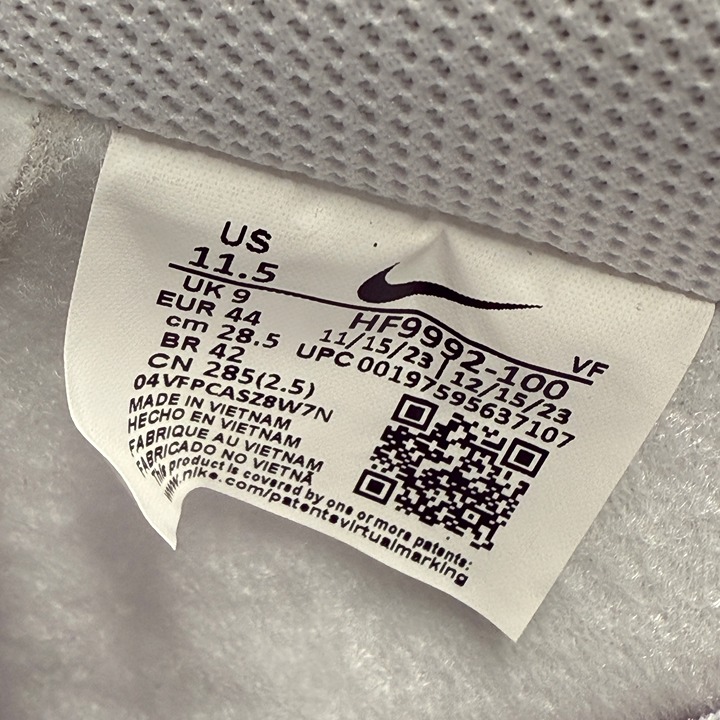 US
11.5
UK 9
EUR 44
cm 28.5
BR 42
CN 285(2.5)
04VFPCASZ8W7N
MADE IN VIETNAM
HECHO EN VIETNAM
FABRIQUE AU VIETNAM
FABRICADO NO VIETNÃ
This product is covered by one or more patents:
www.nike.com/patentsvirtualmarking
VF
HF9992-100
11/15/23 | 12/15/23
UPC 00197595637107